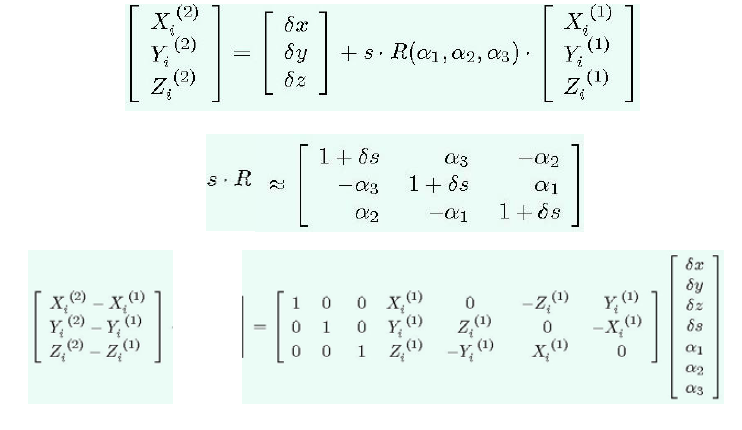 [ X_i^(2) ; Y_i^(2) ; Z_i^(2) ] = [ δx ; δy ; δz ] + s · R(α₁, α₂, α₃) · [ X_i^(1) ; Y_i^(1) ; Z_i^(1) ]
s · R ≈ [ 1 + δs  α₃  −α₂ ; −α₃  1 + δs  α₁ ; α₂  −α₁  1 + δs ]
[ X_i^(2) − X_i^(1) ; Y_i^(2) − Y_i^(1) ; Z_i^(2) − Z_i^(1) ] = [ 1  0  0  X_i^(1)  0  −Z_i^(1)  Y_i^(1) ; 0  1  0  Y_i^(1)  Z_i^(1)  0  −X_i^(1) ; 0  0  1  Z_i^(1)  −Y_i^(1)  X_i^(1)  0 ] [ δx ; δy ; δz ; δs ; α₁ ; α₂ ; α₃ ]